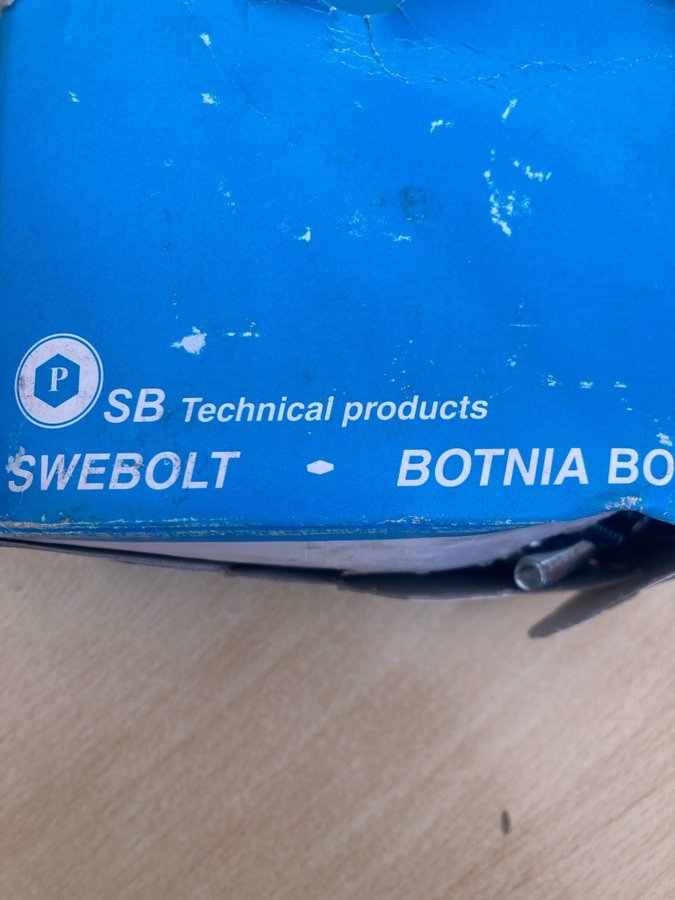 P
SB Technical products
SWEBOLT BOTNIA BO